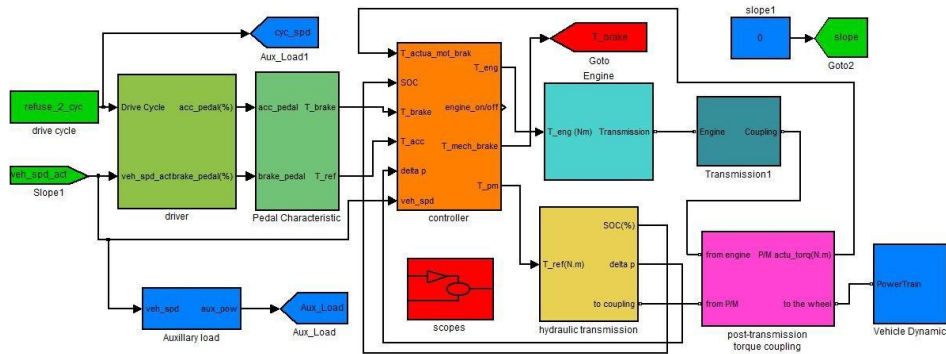 slope1
cyc_spd
Aux_Load1
T_brake
Goto
0
slope
Goto2
refuse_2_cyc
drive cycle
Drive Cycle
acc_pedal(%)
veh_spd_act
brake_pedal(%)
driver
acc_pedal
T_brake
brake_pedal
T_ref
Pedal Characteristic
T_actua_mot_brak
SOC
T_brake
T_acc
delta p
veh_spd
T_eng
engine_on/off
T_mech_brake
T_pm
controller
Engine
T_eng (Nm)
Transmission
Engine
Coupling
Transmission1
veh_spd_act
Slope1
veh_spd
aux_pow
Auxillary load
Aux_Load
Aux_Load
scopes
T_ref(N.m)
SOC(%)
delta p
to coupling
hydraulic transmission
from engine
P/M actu_torq(N.m)
from P/M
to the wheel
post-transmission
torque coupling
PowerTrain
Vehicle Dynamic